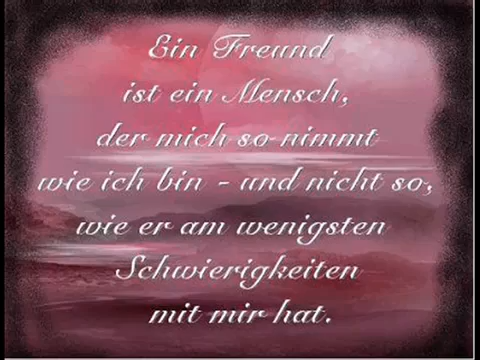 Ein Freund
ist ein Mensch,
der mich so nimmt
wie ich bin - und nicht so,
wie er am wenigsten
Schwierigkeiten
mit mir hat.